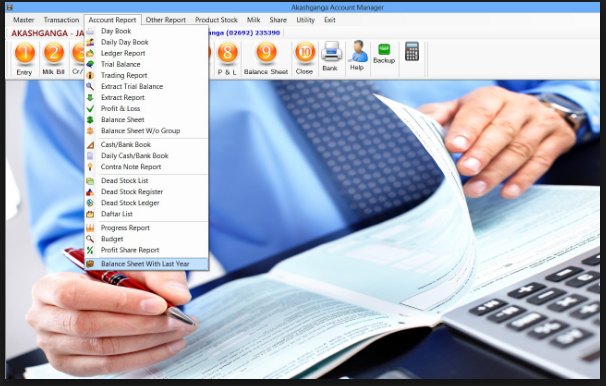 Akashganga Account Manager
Master Transaction Account Report Other Report Product Stock Milk Share Utility Exit
AKASHGANGA - JA
anga (02692) 235390
1 2 3 8 9 10
Entry Milk Bill Cr/ P & L Balance Sheet Close Bank Help Backup
Day Book
Daily Day Book
Ledger Report
Trial Balance
Trading Report
Extract Trial Balance
Extract Report
Profit & Loss
Balance Sheet
Balance Sheet W/o Group
Cash/Bank Book
Daily Cash/Bank Book
Contra Note Report
Dead Stock List
Dead Stock Register
Dead Stock Ledger
Daftar List
Progress Report
Budget
Profit Share Report
Balance Sheet With Last Year